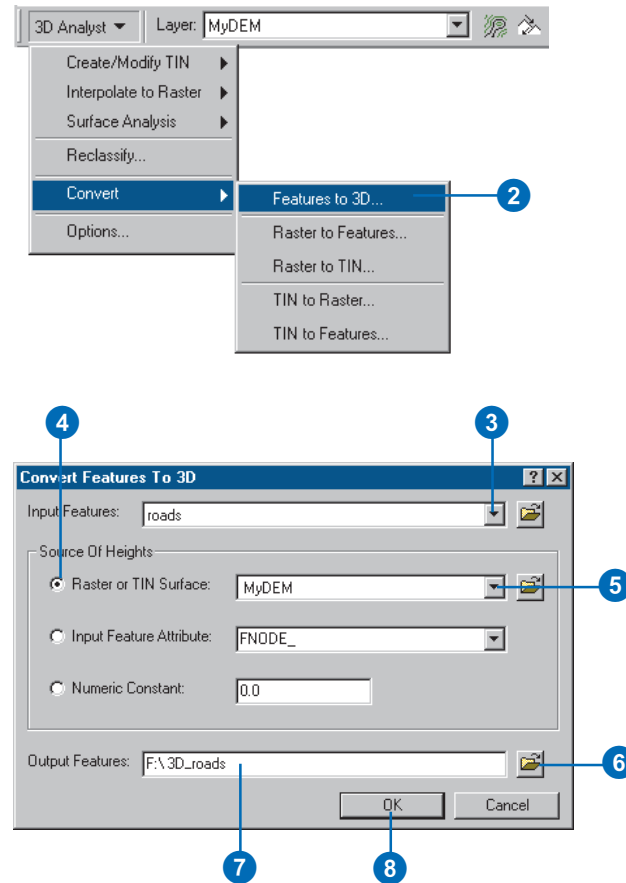 3D Analyst Layer: MyDEM
Create/Modify TIN
Interpolate to Raster
Surface Analysis
Reclassify...
Convert
Options...
Features to 3D... 2
Raster to Features...
Raster to TIN...
TIN to Raster...
TIN to Features...
4 3
Convert Features To 3D
Input Features: roads
Source Of Heights
Raster or TIN Surface: MyDEM 5
Input Feature Attribute: FNODE_
Numeric Constant: 0.0
Output Features: F:\3D_roads 6
OK Cancel
7 8